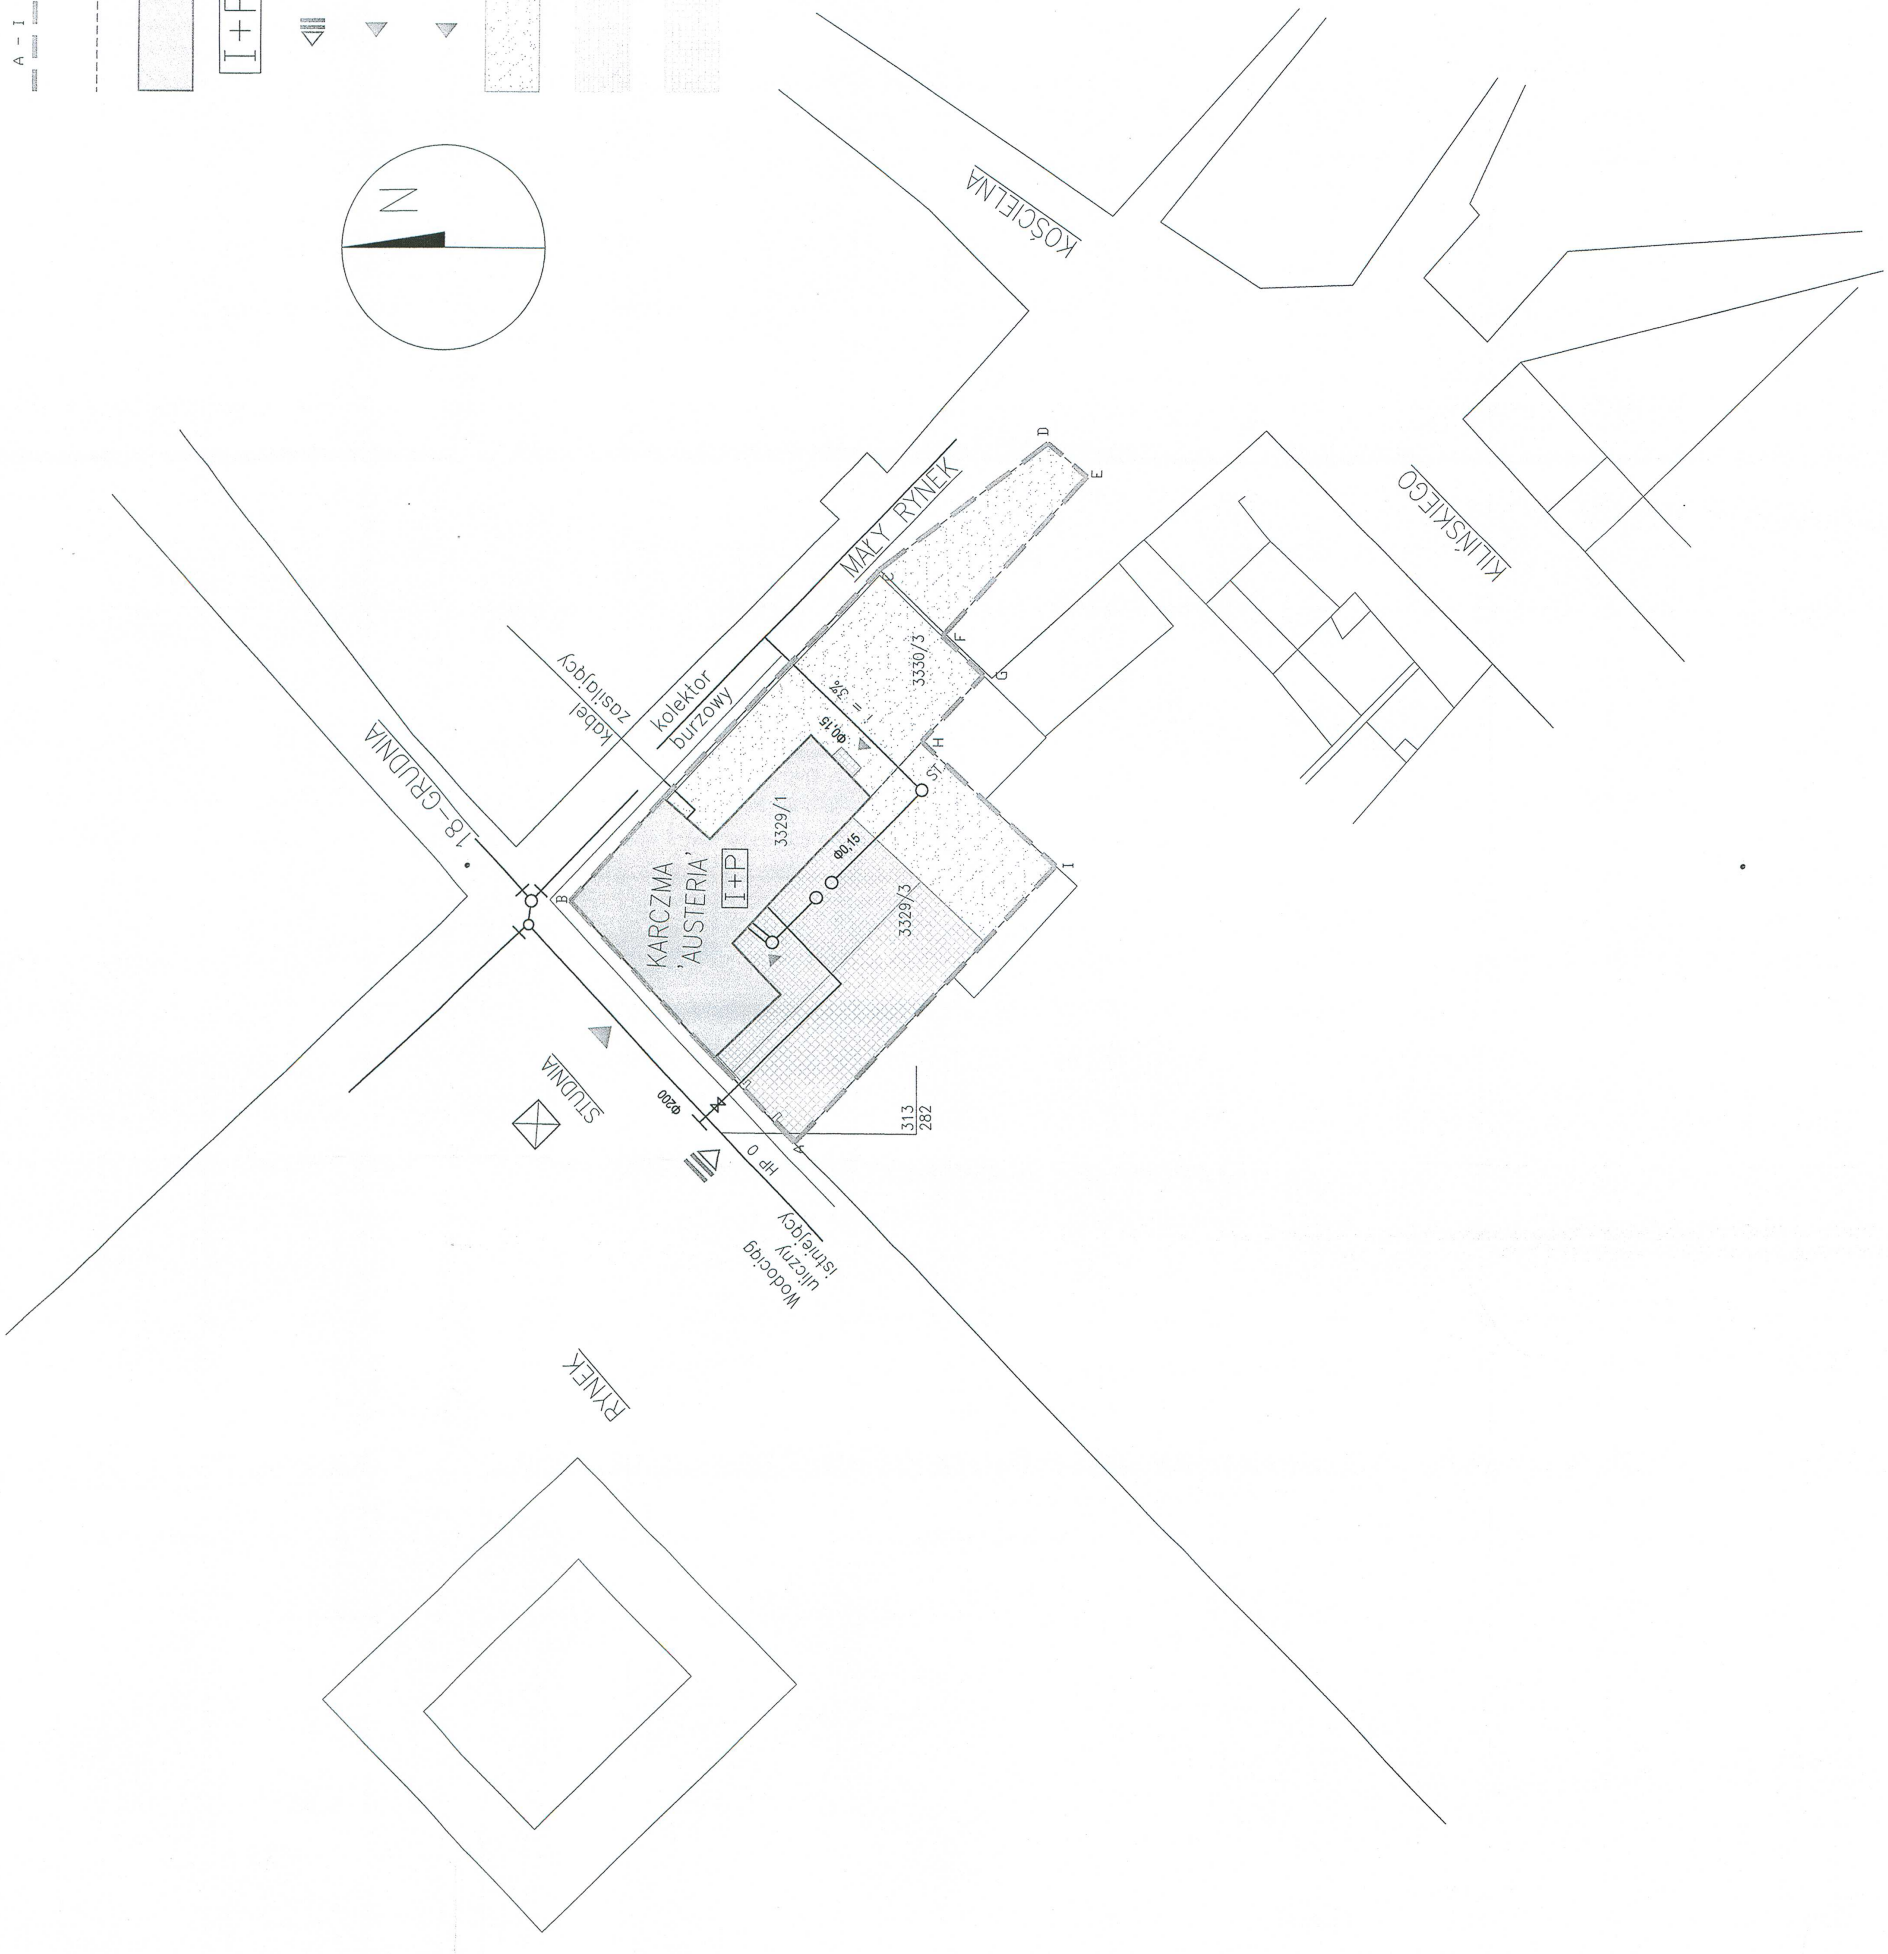 A - I
I+P
N
KOŚCIELNA
MAŁY RYNEK
KILIŃSKIEGO
18-GRUDNIA
kabel
zasilający
kolektor
burzowy
D
E
C
F
G
H
I
B
A
J
3330/3
i = 3%
Φ0,15
ST
3329/1
Φ0,15
3329/3
KARCZMA
'AUSTERIA'
I+P
STUDNIA
Φ200
HP 0
313
282
Wodociąg
uliczny
istniejący
RYNEK